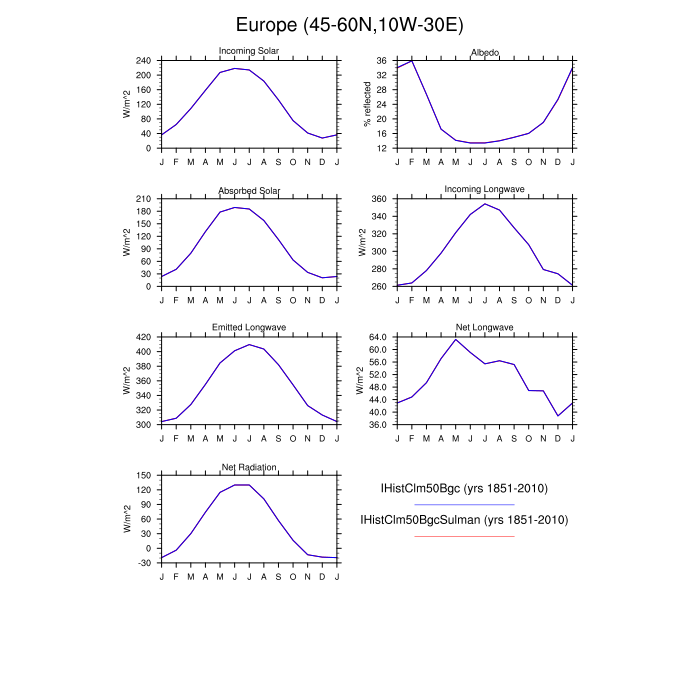 Europe (45-60N,10W-30E)
Incoming Solar
W/m^2
240
200
160
120
80
40
0
J F M A M J J A S O N D J
Albedo
% reflected
36
32
28
24
20
16
12
J F M A M J J A S O N D J
Absorbed Solar
W/m^2
210
180
150
120
90
60
30
0
J F M A M J J A S O N D J
Incoming Longwave
W/m^2
360
340
320
300
280
260
J F M A M J J A S O N D J
Emitted Longwave
W/m^2
420
400
380
360
340
320
300
J F M A M J J A S O N D J
Net Longwave
W/m^2
64.0
60.0
56.0
52.0
48.0
44.0
40.0
36.0
J F M A M J J A S O N D J
Net Radiation
W/m^2
150
120
90
60
30
0
-30
J F M A M J J A S O N D J
IHistClm50Bgc (yrs 1851-2010)
IHistClm50BgcSulman (yrs 1851-2010)